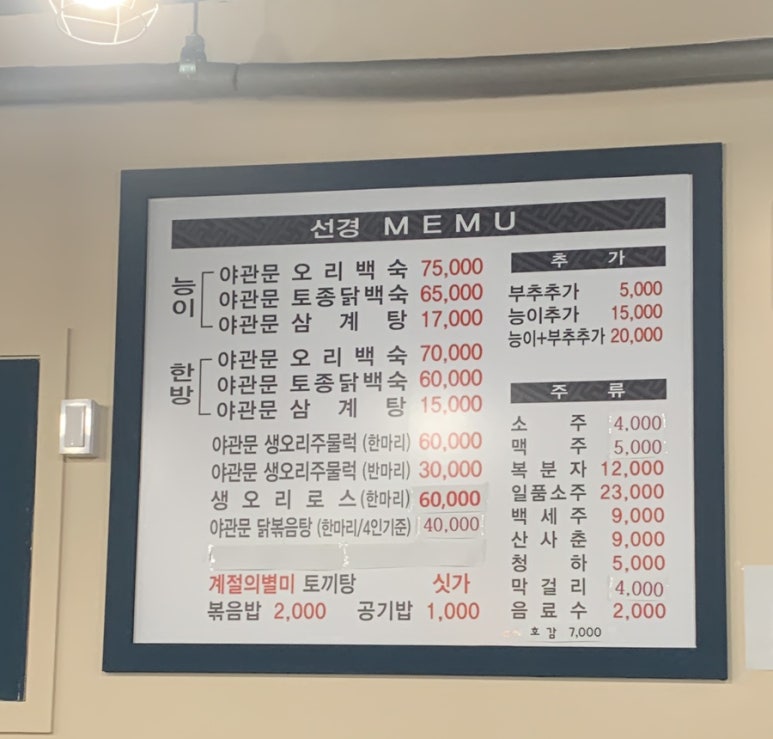 선경 MEMU
능이
야관문 오리백숙 75,000
야관문 토종닭백숙 65,000
야관문 삼계탕 17,000
한방
야관문 오리백숙 70,000
야관문 토종닭백숙 60,000
야관문 삼계탕 15,000
야관문 생오리주물럭 (한마리) 60,000
야관문 생오리주물럭 (반마리) 30,000
생오리로스 (한마리) 60,000
야관문 닭볶음탕 (한마리/4인기준) 40,000
계절의별미 토끼탕 싯가
볶음밥 2,000 공기밥 1,000
추가
부추추가 5,000
능이추가 15,000
능이+부추추가 20,000
주류
소주 4,000
맥주 5,000
복분자 12,000
일품소주 23,000
백세주 9,000
산사춘 9,000
청하 5,000
막걸리 4,000
음료수 2,000
호감 7,000